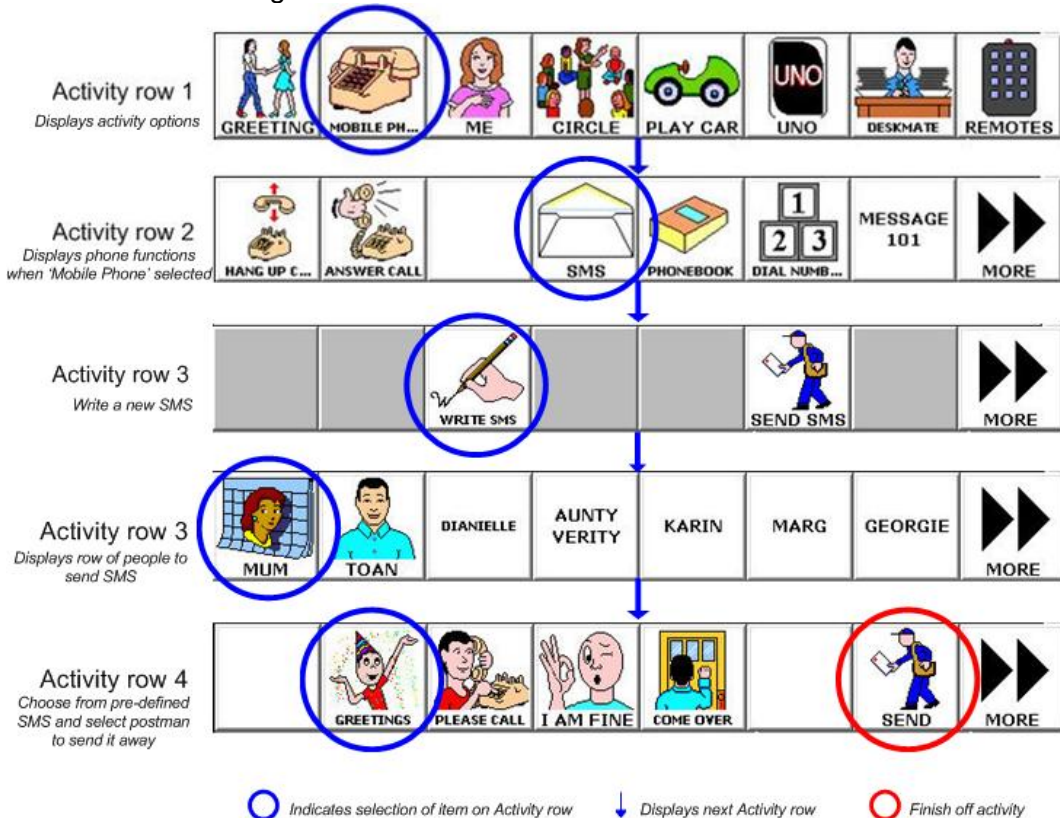 Activity row 1
Displays activity options
GREETING MOBILE PH... ME CIRCLE PLAY CAR UNO UNO DESKMATE REMOTES
Activity row 2
Displays phone functions
when 'Mobile Phone' selected
HANG UP C... ANSWER CALL SMS PHONEBOOK 1 2 3 DIAL NUMB... MESSAGE 101 MORE
Activity row 3
Write a new SMS
W WRITE SMS SEND SMS MORE
Activity row 3
Displays row of people to
send SMS
MUM TOAN DIANIELLE AUNTY VERITY KARIN MARG GEORGIE MORE
Activity row 4
Choose from pre-defined
SMS and select postman
to send it away
GREETINGS PLEASE CALL I AM FINE COME OVER SEND MORE
Indicates selection of item on Activity row Displays next Activity row Finish off activity